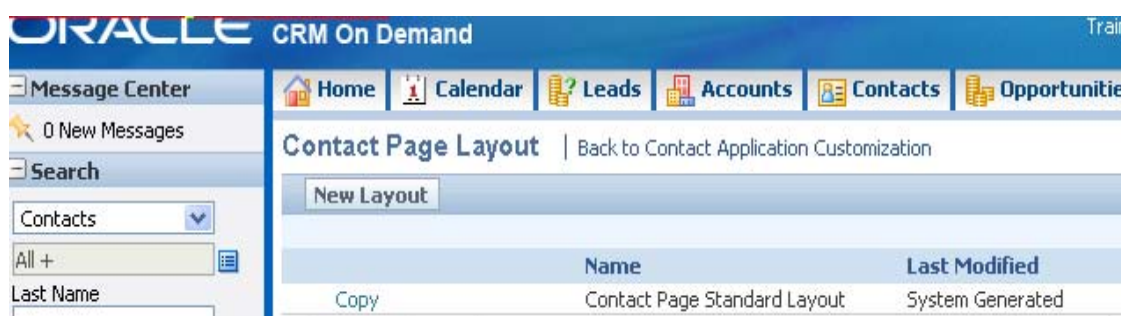 ORACLE CRM On Demand
Message Center
0 New Messages
Search
Contacts
All +
Last Name
Home Calendar Leads Accounts Contacts
Contact Page Layout | Back to Contact Application Customization
New Layout
Name Last Modified
Copy Contact Page Standard Layout System Generated